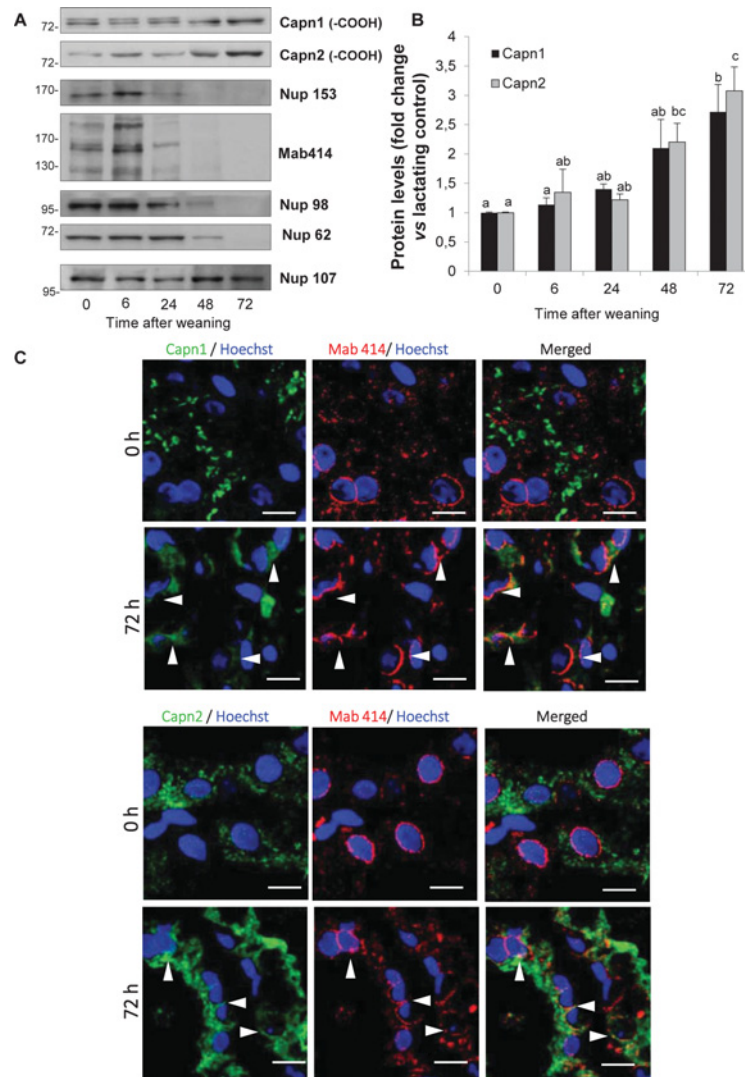 A
72-
Capn1 (-COOH)
72-
Capn2 (-COOH)
170-
Nup 153
170-
130-
Mab414
95-
Nup 98
72-
Nup 62
95-
Nup 107
0 6 24 48 72
Time after weaning
B
Protein levels (fold change
vs lactating control)
4
3,5
3
2,5
2
1,5
1
0,5
0
Capn1
Capn2
a a
a ab
ab ab
ab bc
b c
0 6 24 48 72
Time after weaning
C
Capn1/ Hoechst Mab 414/Hoechst Merged
0 h
72 h
Capn2/ Hoechst Mab 414/ Hoechst Merged
0 h
72 h